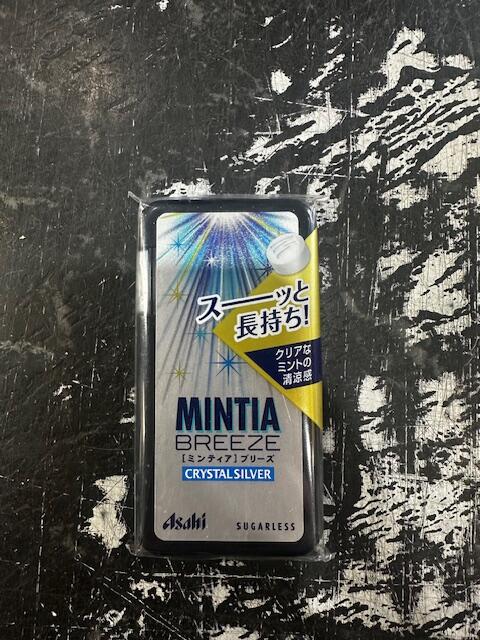 スーーッと
長持ち!
クリアな
ミントの
清涼感
MINTIA
BREEZE
[ミンティア]ブリーズ
CRYSTAL SILVER
Asahi
SUGARLESS